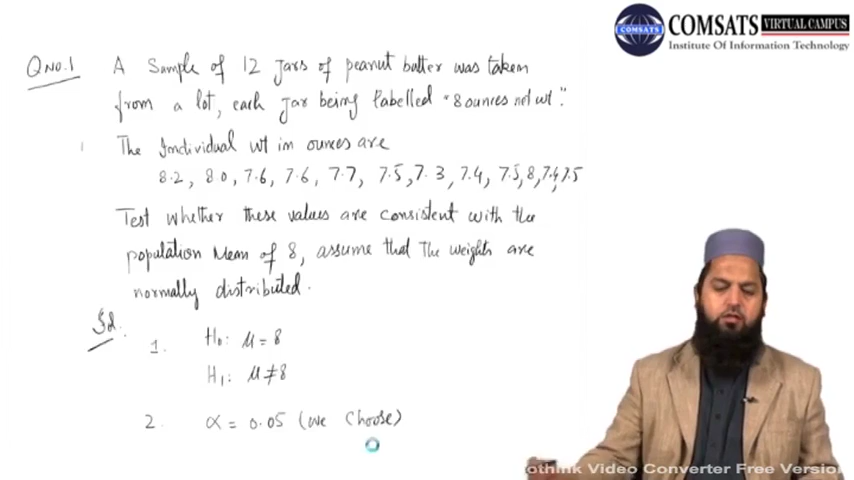 COMSATS VIRTUAL CAMPUS
COMSATS
Institute Of Information Technology
Q No.1 A Sample of 12 Jars of peanut butter was taken
from a lot, each Jar being labelled "8 ounces net wt".
The Individual wt in ounces are
8.2, 8.0, 7.6, 7.6, 7.7, 7.5, 7.3, 7.4, 7.5, 8, 7.4, 7.5
Test whether these values are consistent with the
population Mean of 8, assume that The weights are
normally distributed.
Sol.
1. H₀: μ = 8
H₁: μ ≠ 8
2. α = 0.05 (we Choose)
othink Video Converter Free Version